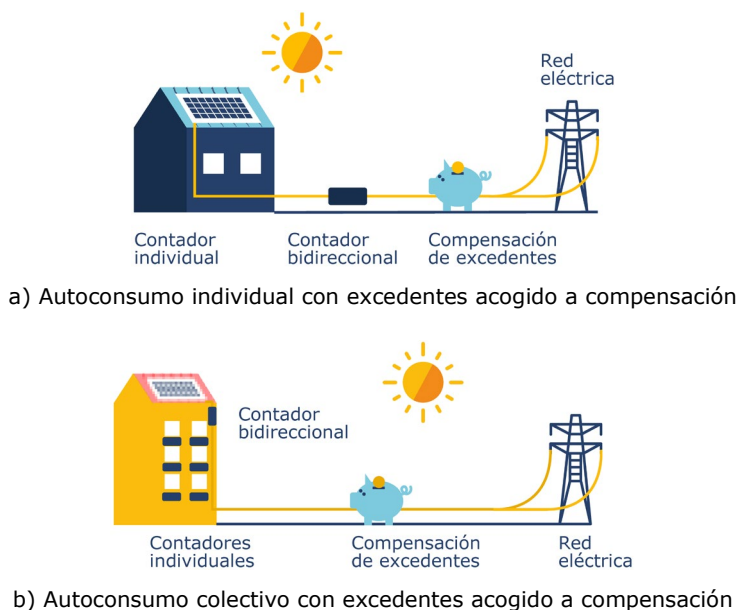 Red
eléctrica
Contador
individual
Contador
bidireccional
Compensación
de excedentes
a) Autoconsumo individual con excedentes acogido a compensación
Contador
bidireccional
Contadores
individuales
Compensación
de excedentes
Red
eléctrica
b) Autoconsumo colectivo con excedentes acogido a compensación